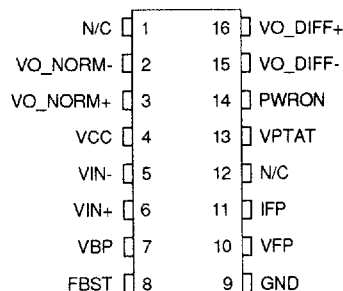 N/C 1 16 VO_DIFF+
VO_NORM- 2 15 VO_DIFF-
VO_NORM+ 3 14 PWRON
VCC 4 13 VPTAT
VIN- 5 12 N/C
VIN+ 6 11 IFP
VBP 7 10 VFP
FBST 8 9 GND